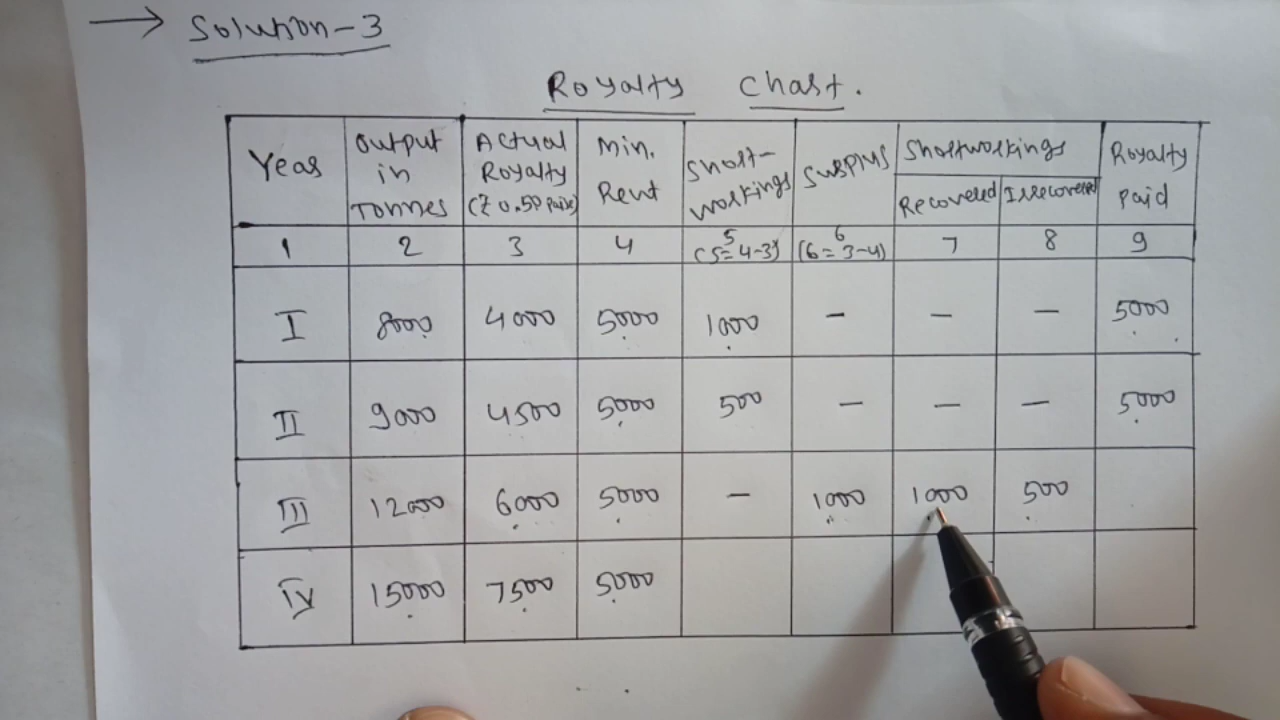 → Solution-3
Royalty Chart.
Year | Output in Tonnes | Actual Royalty (₹ 0.50 paise) | Min. Rent | Short-workings | Surplus | Shortworkings Recovered | Irrecovered | Royalty Paid
1 | 2 | 3 | 4 | 5 (5=4-3) | 6 (6=3-4) | 7 | 8 | 9
I | 8000 | 4000 | 5000 | 1000 | - | - | - | 5000
II | 9000 | 4500 | 5000 | 500 | - | - | - | 5000
III | 12000 | 6000 | 5000 | - | 1000 | 1000 | 500
IV | 15000 | 7500 | 5000